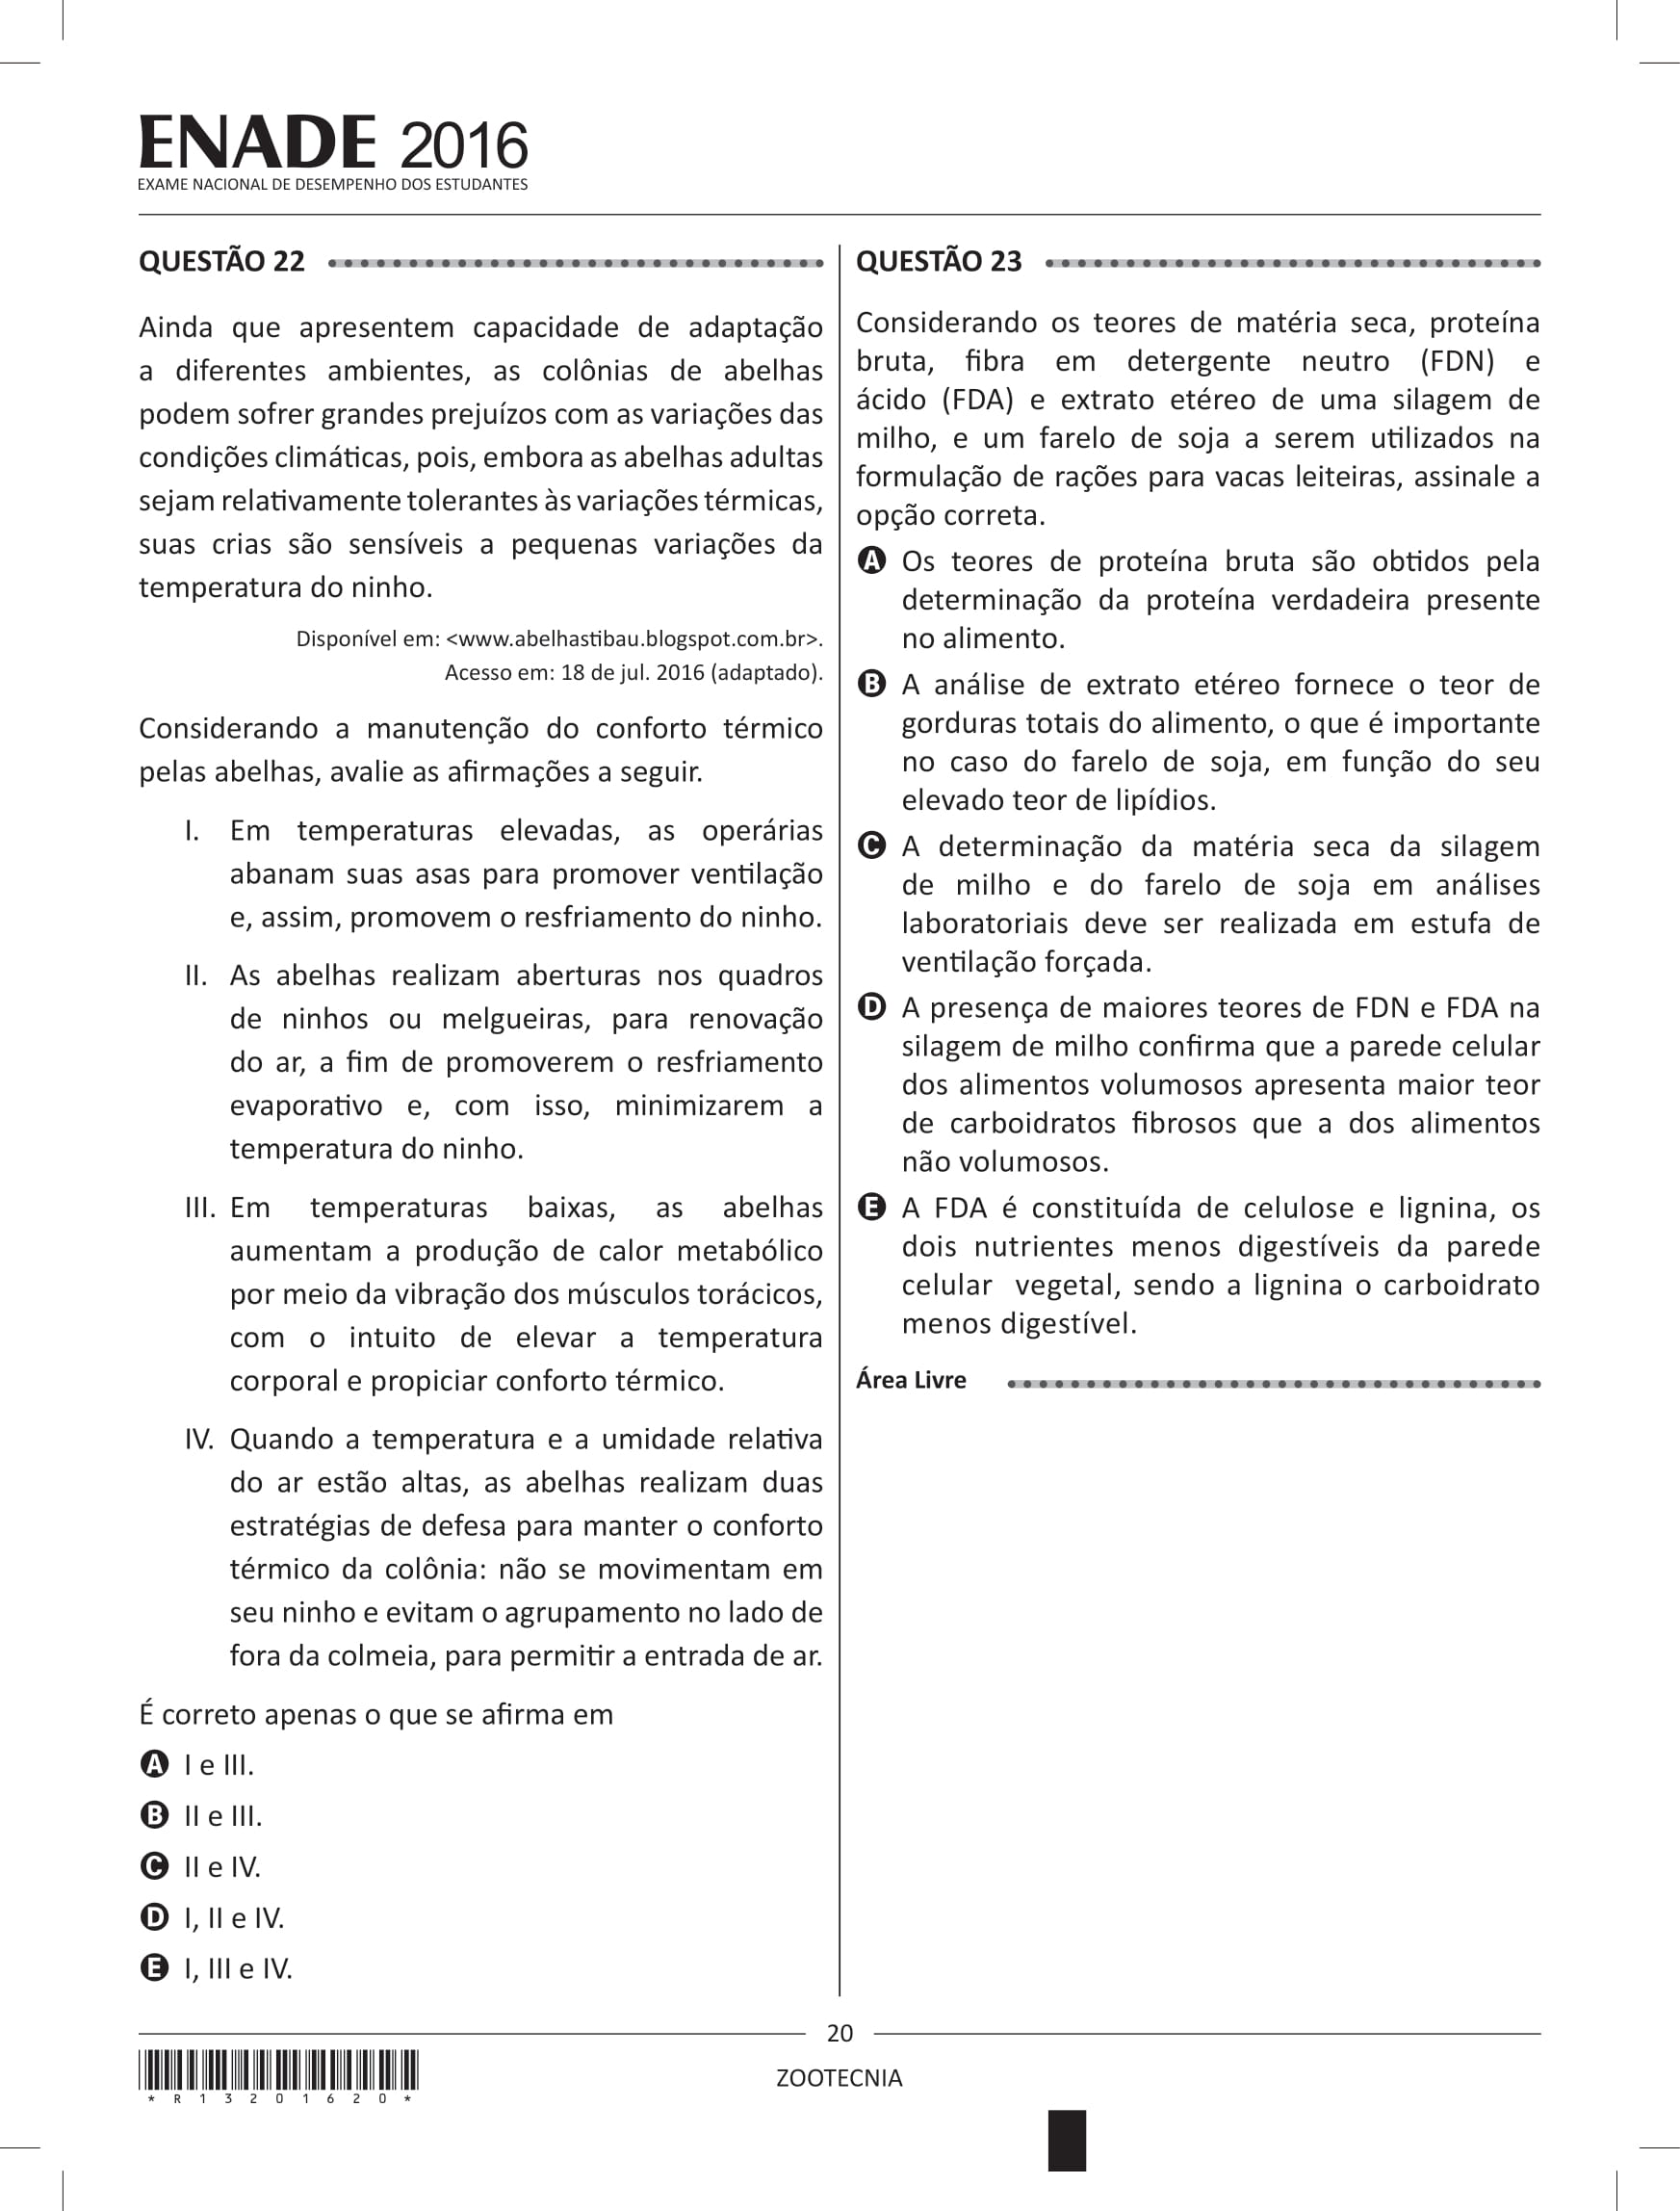 ENADE 2016
EXAME NACIONAL DE DESEMPENHO DOS ESTUDANTES
QUESTÃO 22
Ainda que apresentem capacidade de adaptação
a diferentes ambientes, as colônias de abelhas
podem sofrer grandes prejuízos com as variações das
condições climáticas, pois, embora as abelhas adultas
sejam relativamente tolerantes às variações térmicas,
suas crias são sensíveis a pequenas variações da
temperatura do ninho.
Disponível em: <www.abelhastibau.blogspot.com.br>.
Acesso em: 18 de jul. 2016 (adaptado).
Considerando a manutenção do conforto térmico
pelas abelhas, avalie as afirmações a seguir.
I. Em temperaturas elevadas, as operárias
abanam suas asas para promover ventilação
e, assim, promovem o resfriamento do ninho.
II. As abelhas realizam aberturas nos quadros
de ninhos ou melgueiras, para renovação
do ar, a fim de promoverem o resfriamento
evaporativo e, com isso, minimizarem a
temperatura do ninho.
III. Em temperaturas baixas, as abelhas
aumentam a produção de calor metabólico
por meio da vibração dos músculos torácicos,
com o intuito de elevar a temperatura
corporal e propiciar conforto térmico.
IV. Quando a temperatura e a umidade relativa
do ar estão altas, as abelhas realizam duas
estratégias de defesa para manter o conforto
térmico da colônia: não se movimentam em
seu ninho e evitam o agrupamento no lado de
fora da colmeia, para permitir a entrada de ar.
É correto apenas o que se afirma em
A I e III.
B II e III.
C II e IV.
D I, II e IV.
E I, III e IV.
QUESTÃO 23
Considerando os teores de matéria seca, proteína
bruta, fibra em detergente neutro (FDN) e
ácido (FDA) e extrato etéreo de uma silagem de
milho, e um farelo de soja a serem utilizados na
formulação de rações para vacas leiteiras, assinale a
opção correta.
A Os teores de proteína bruta são obtidos pela
determinação da proteína verdadeira presente
no alimento.
B A análise de extrato etéreo fornece o teor de
gorduras totais do alimento, o que é importante
no caso do farelo de soja, em função do seu
elevado teor de lipídios.
C A determinação da matéria seca da silagem
de milho e do farelo de soja em análises
laboratoriais deve ser realizada em estufa de
ventilação forçada.
D A presença de maiores teores de FDN e FDA na
silagem de milho confirma que a parede celular
dos alimentos volumosos apresenta maior teor
de carboidratos fibrosos que a dos alimentos
não volumosos.
E A FDA é constituída de celulose e lignina, os
dois nutrientes menos digestíveis da parede
celular vegetal, sendo a lignina o carboidrato
menos digestível.
Área Livre
20
ZOOTECNIA
* R 1 3 2 0 1 6 2 0 *